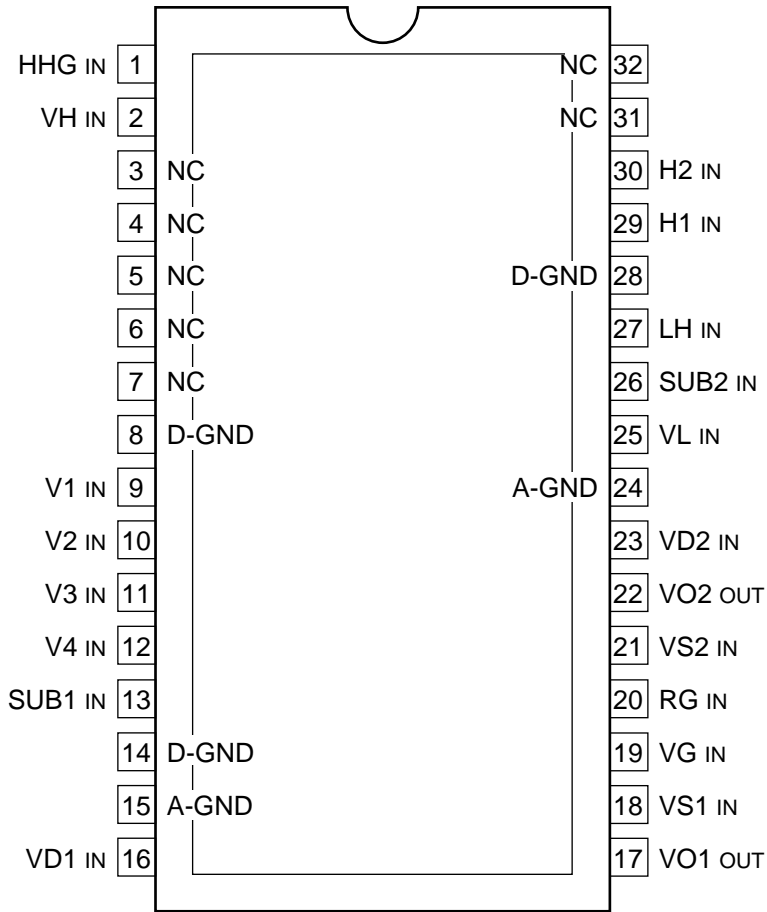 HHG IN 1 NC 32
VH IN 2 NC 31
3 NC 30 H2 IN
4 NC 29 H1 IN
5 NC D-GND 28
6 NC 27 LH IN
7 NC 26 SUB2 IN
8 D-GND 25 VL IN
V1 IN 9 A-GND 24
V2 IN 10 23 VD2 IN
V3 IN 11 22 VO2 OUT
V4 IN 12 21 VS2 IN
SUB1 IN 13 20 RG IN
14 D-GND 19 VG IN
15 A-GND 18 VS1 IN
VD1 IN 16 17 VO1 OUT